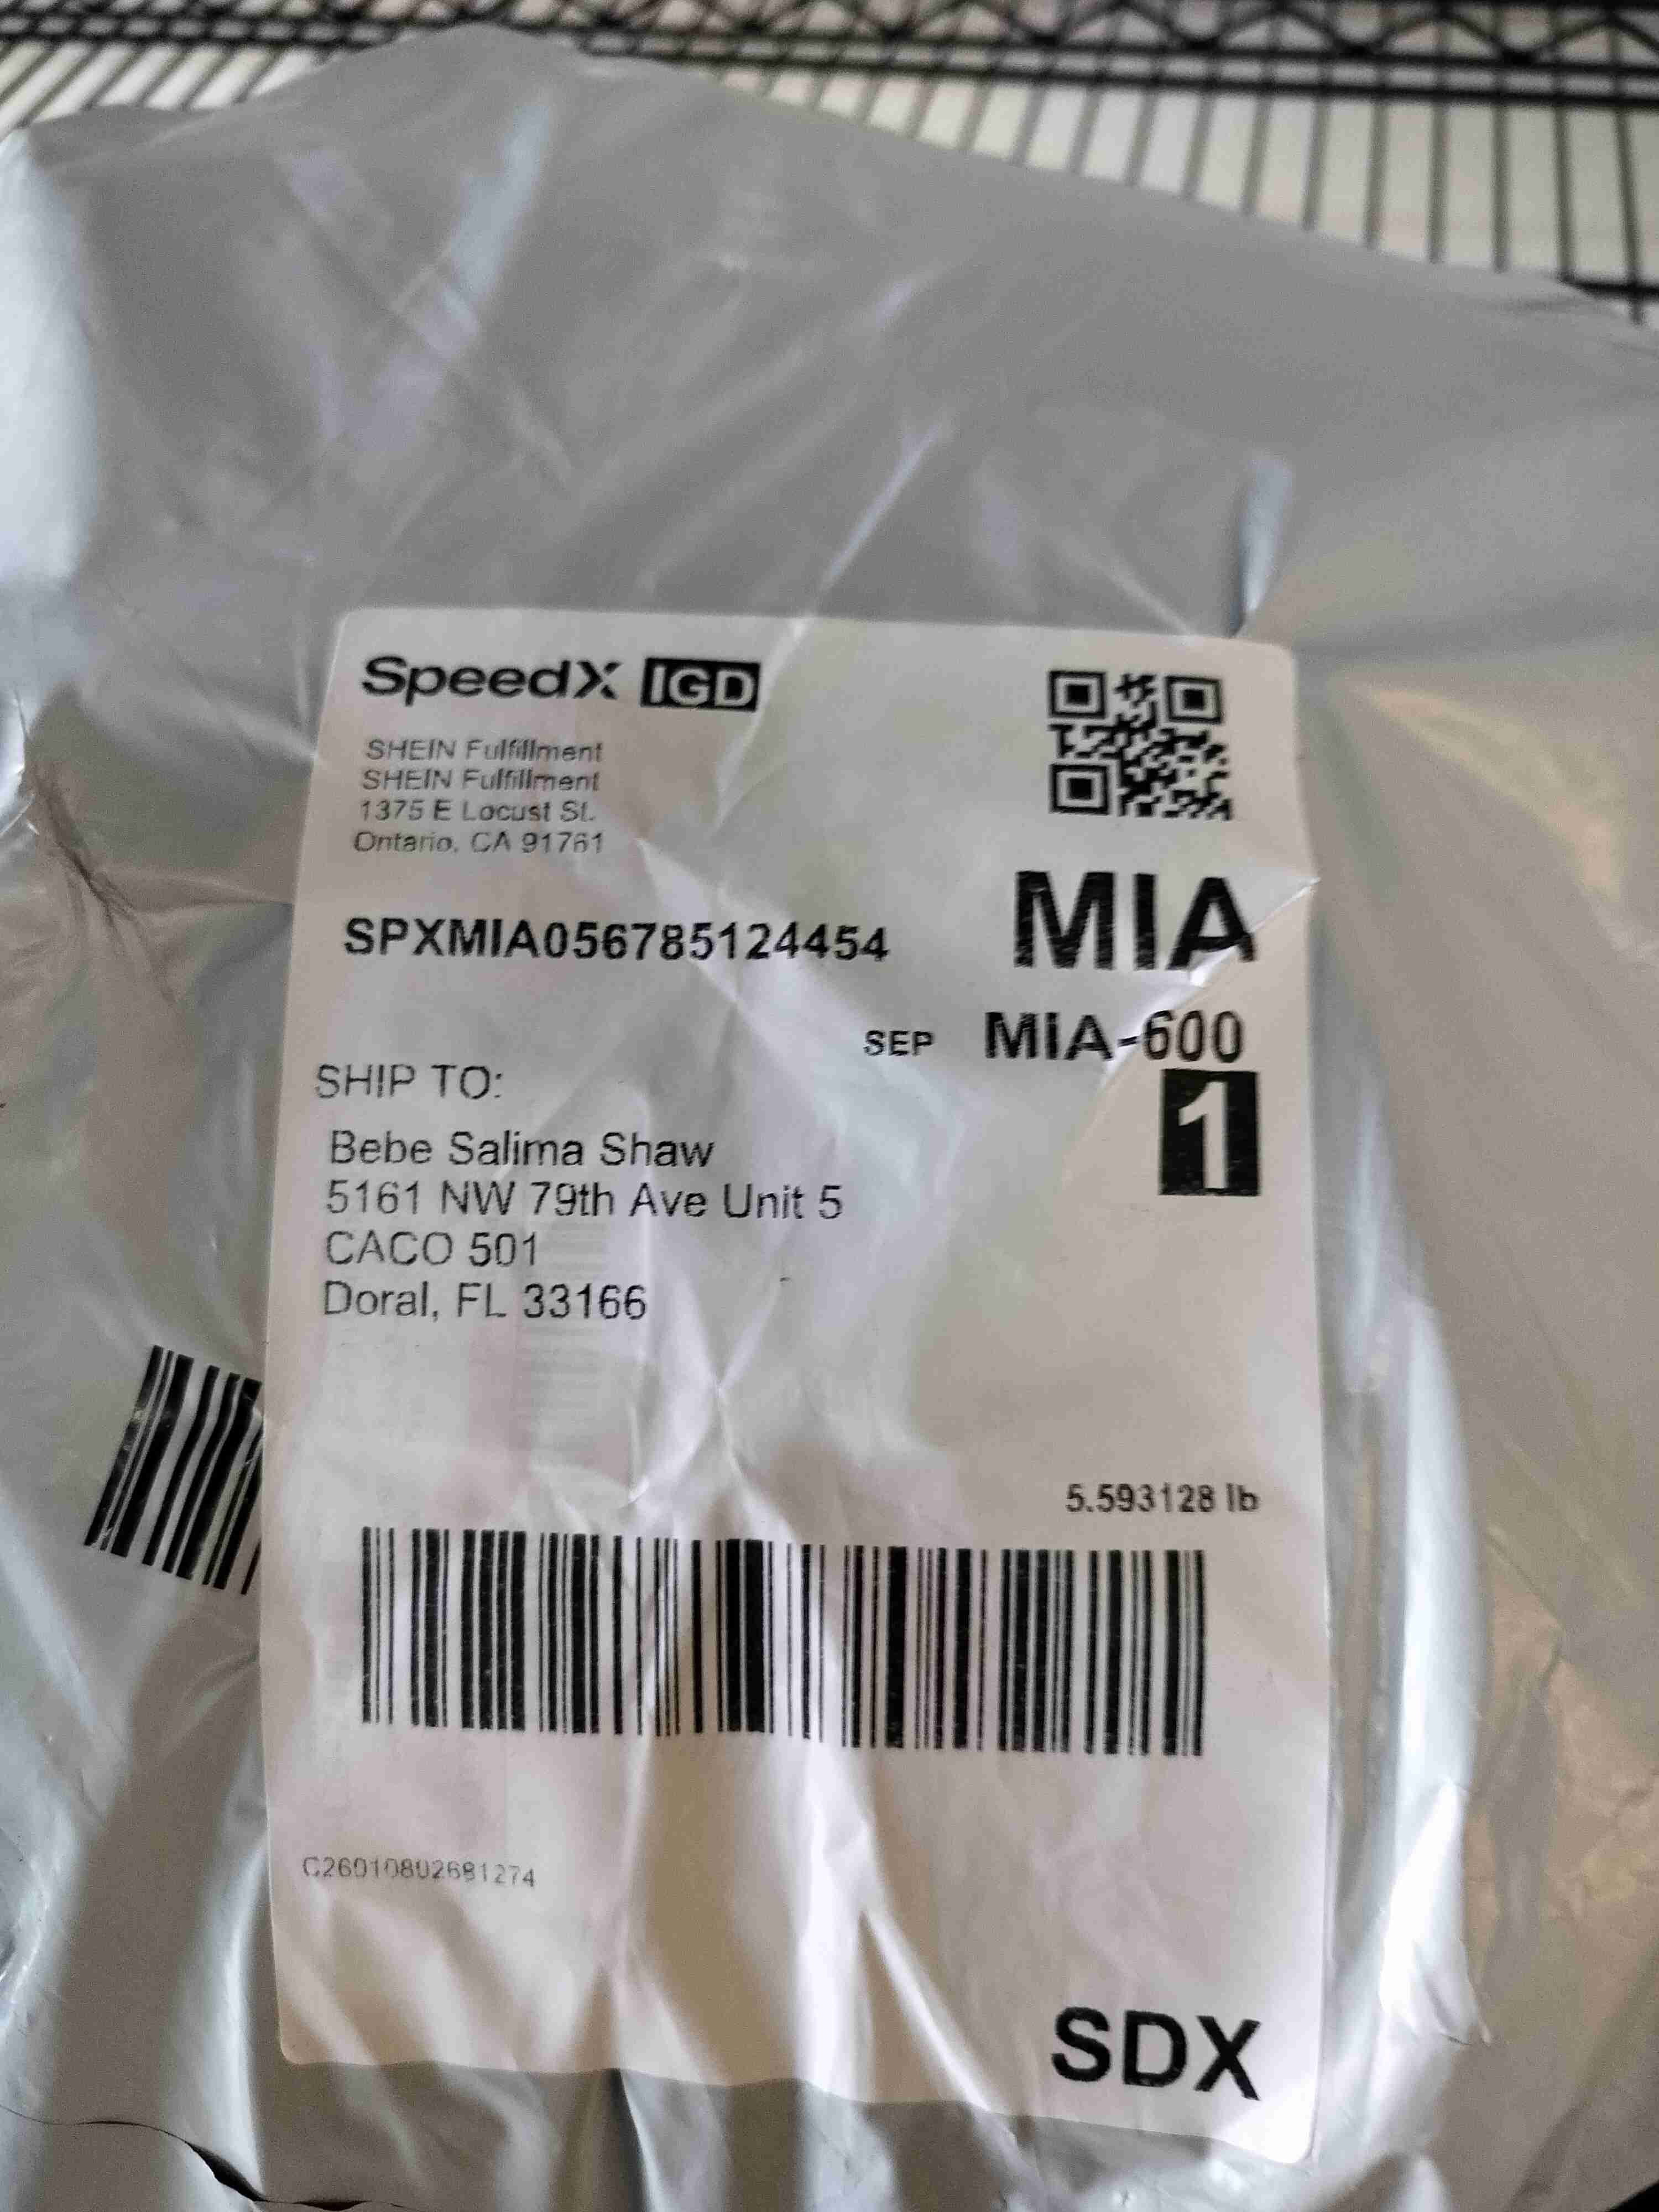 SpeedX IGD
SHEIN Fulfillment
SHEIN Fulfillment
1375 E Locust St.
Ontario, CA 91761
SPXMIA056785124454
MIA
SEP MIA-600
1
SHIP TO:
Bebe Salima Shaw
5161 NW 79th Ave Unit 5
CACO 501
Doral, FL 33166
5.593128 lb
C26010802681274
SDX